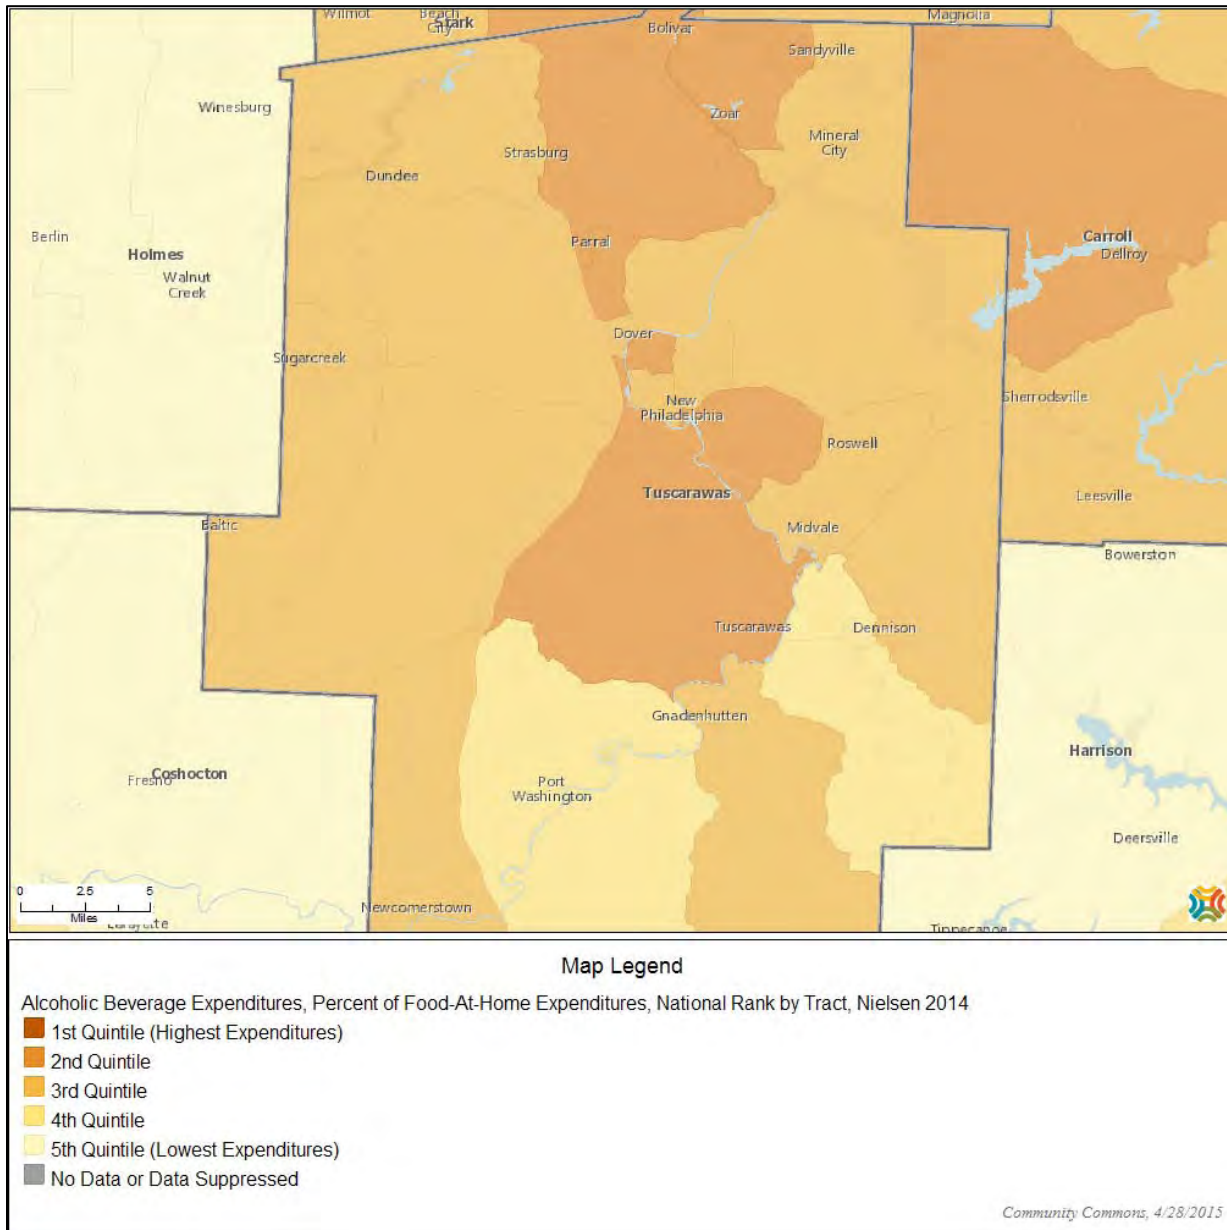 Wilmot
Beach
City
Stark
Bolivar
Magnolia
Sandyville
Winesburg
Zoar
Mineral
City
Strasburg
Dundee
Berlin
Holmes
Walnut
Creek
Parral
Carroll
Dellroy
Dover
Sugarcreek
New
Philadelphia
Sherrodsville
Roswell
Tuscarawas
Leesville
Baltic
Midvale
Bowerston
Tuscarawas
Dennison
Gnadenhutten
Harrison
Coshocton
Fresno
Port
Washington
Deersville
0 2.5 5
Miles
Newcomerstown
Lafayette
Tippecanoe
Map Legend
Alcoholic Beverage Expenditures, Percent of Food-At-Home Expenditures, National Rank by Tract, Nielsen 2014
1st Quintile (Highest Expenditures)
2nd Quintile
3rd Quintile
4th Quintile
5th Quintile (Lowest Expenditures)
No Data or Data Suppressed
Community Commons, 4/28/2015